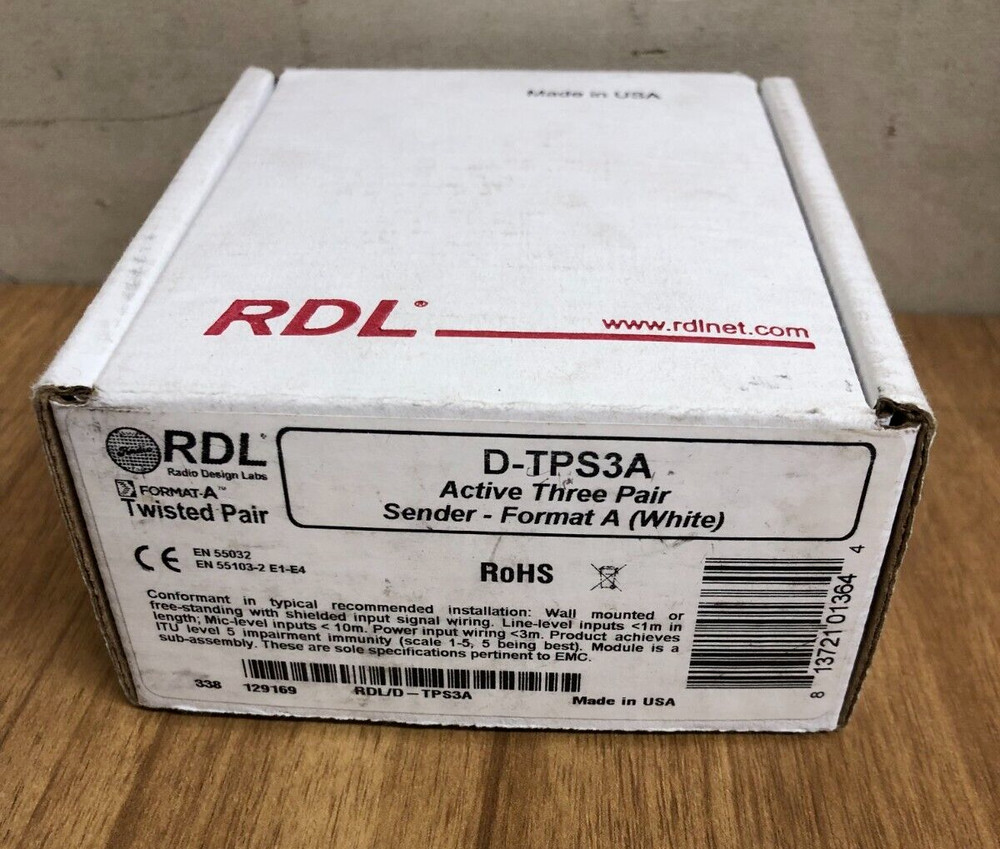 Made in USA
RDL®
www.rdlnet.com
RDL®
Radio Design Labs
FORMAT-A™
Twisted Pair
D-TPS3A
Active Three Pair
Sender - Format A (White)
CE
EN 55032
EN 55103-2 E1-E4
RoHS
Conformant in typical recommended installation: Wall mounted or
free-standing with shielded input signal wiring. Line-level inputs <1m in
length; Mic-level inputs < 10m. Power input wiring <3m. Product achieves
ITU level 5 impairment immunity (scale 1-5, 5 being best). Module is a
sub-assembly. These are sole specifications pertinent to EMC.
338 129169 RDL/D-TPS3A
Made in USA
8 13721 01364 4